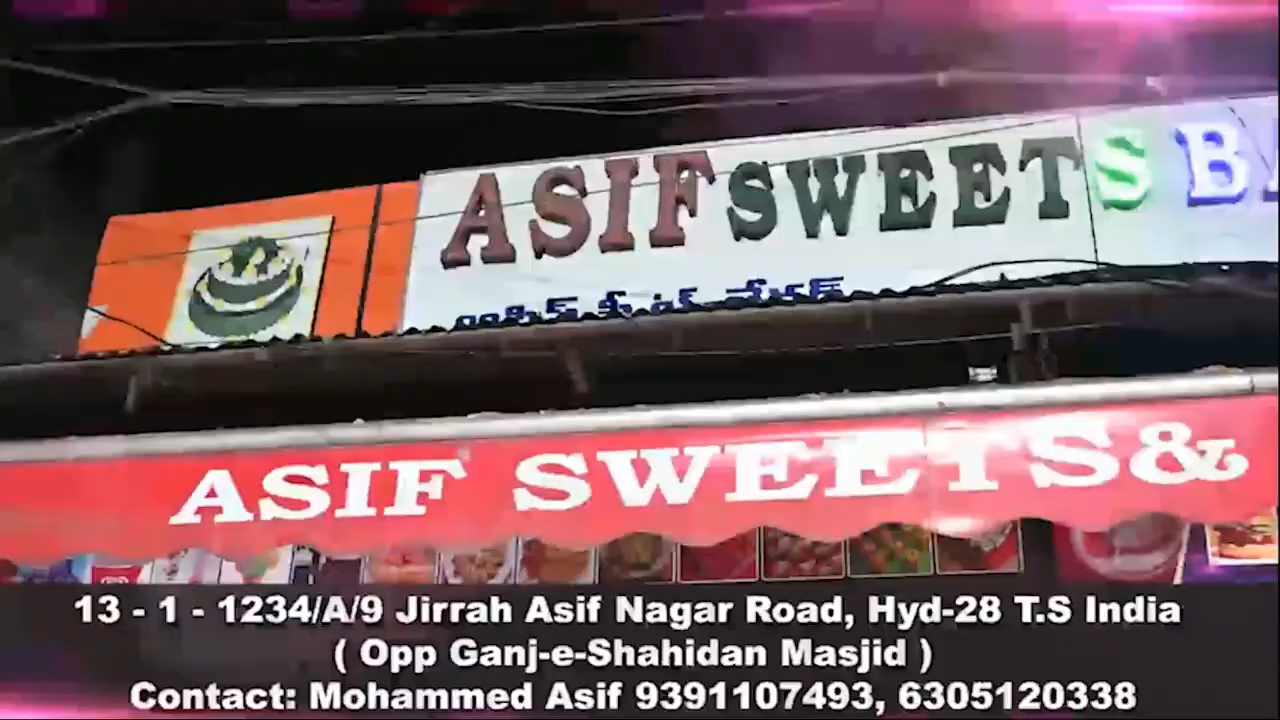 ASIF SWEETS
ASIF SWEETS &
13 - 1 - 1234/A/9 Jirrah Asif Nagar Road, Hyd-28 T.S India
( Opp Ganj-e-Shahidan Masjid )
Contact: Mohammed Asif 9391107493, 6305120338